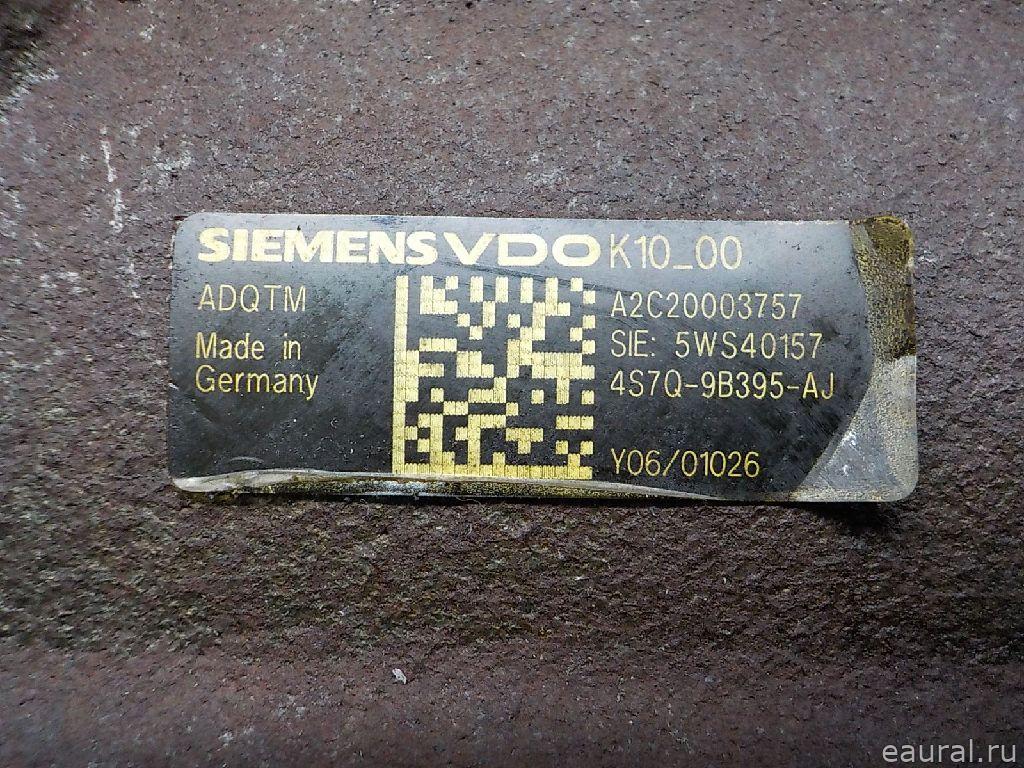 SIEMENS VDO K10_00
ADQTM
A2C20003757
Made in
Germany
SIE: 5WS40157
4S7Q-9B395-AJ
Y06/01026
eaural.ru